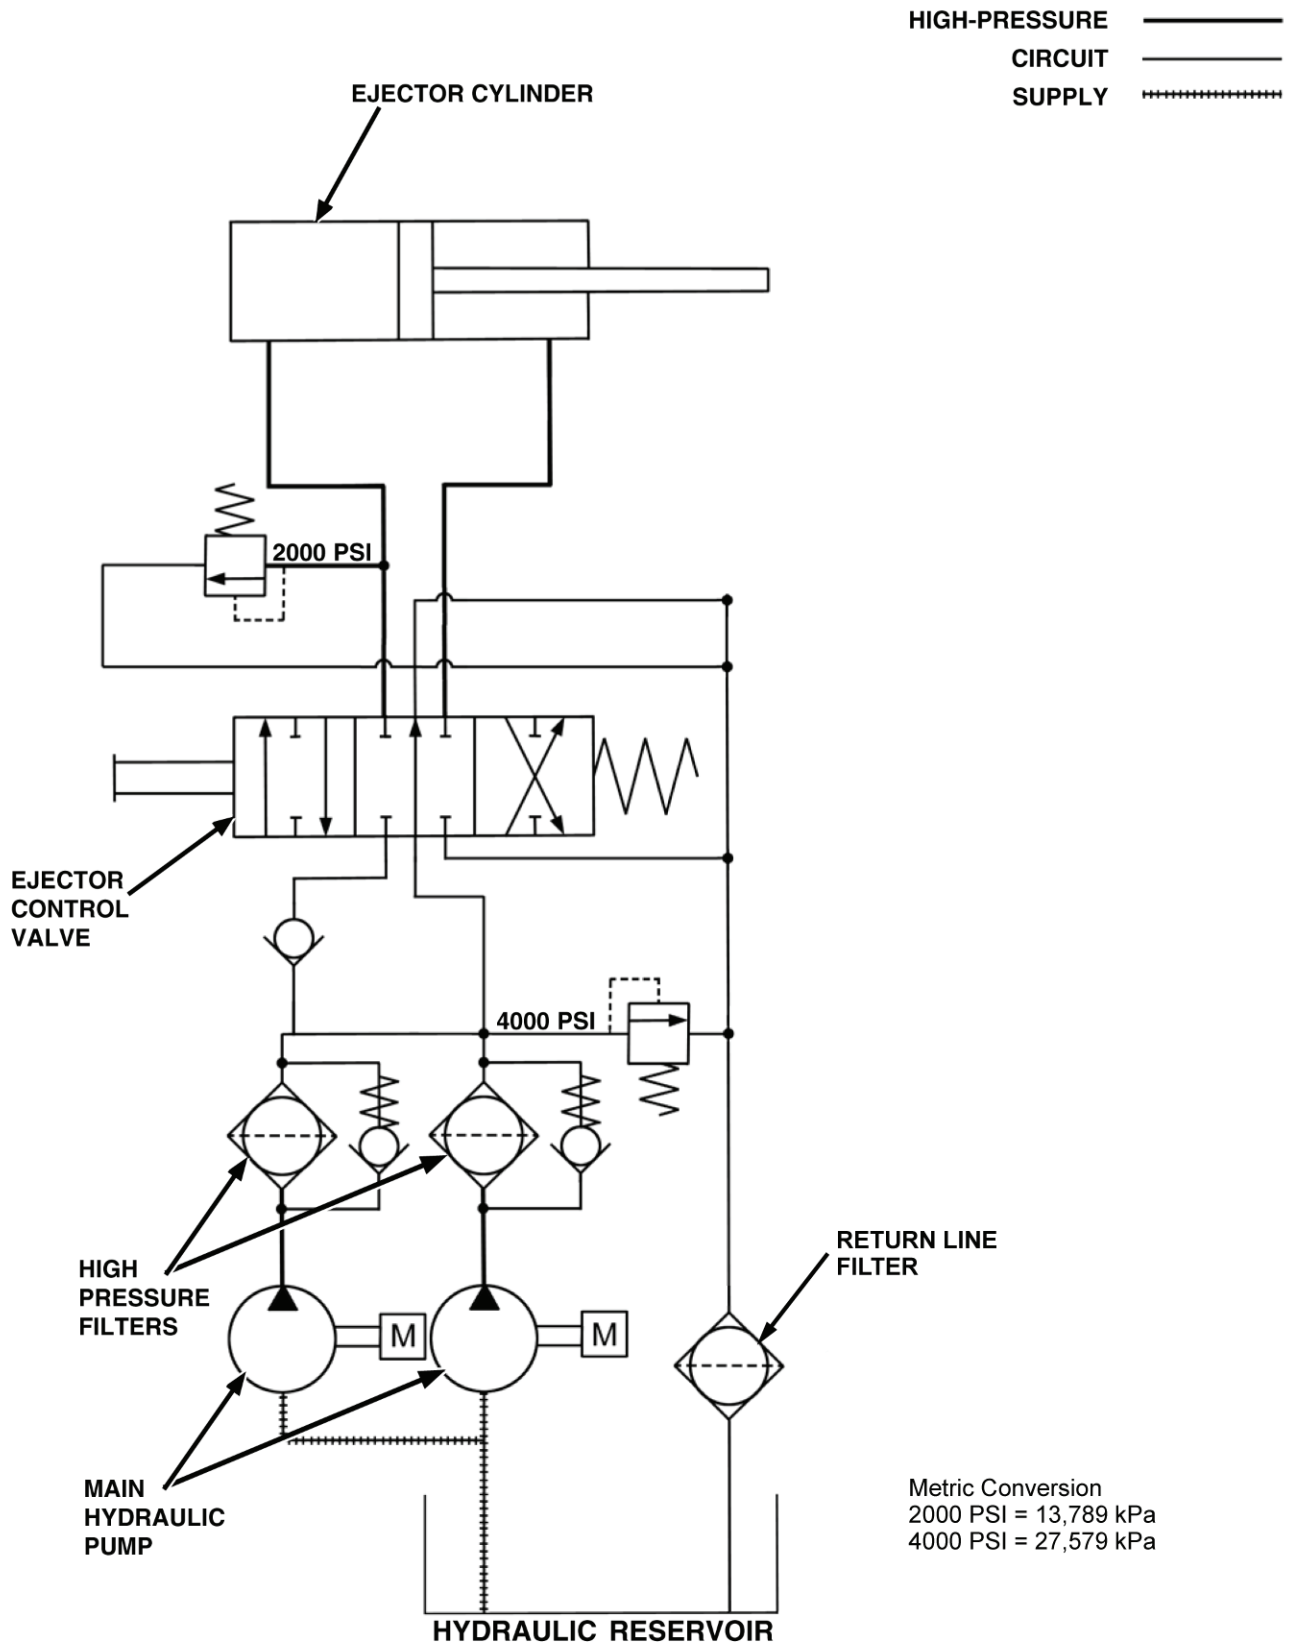 HIGH-PRESSURE
CIRCUIT
SUPPLY
EJECTOR CYLINDER
2000 PSI
EJECTOR
CONTROL
VALVE
4000 PSI
HIGH
PRESSURE
FILTERS
RETURN LINE
FILTER
M
M
MAIN
HYDRAULIC
PUMP
Metric Conversion
2000 PSI = 13,789 kPa
4000 PSI = 27,579 kPa
HYDRAULIC RESERVOIR